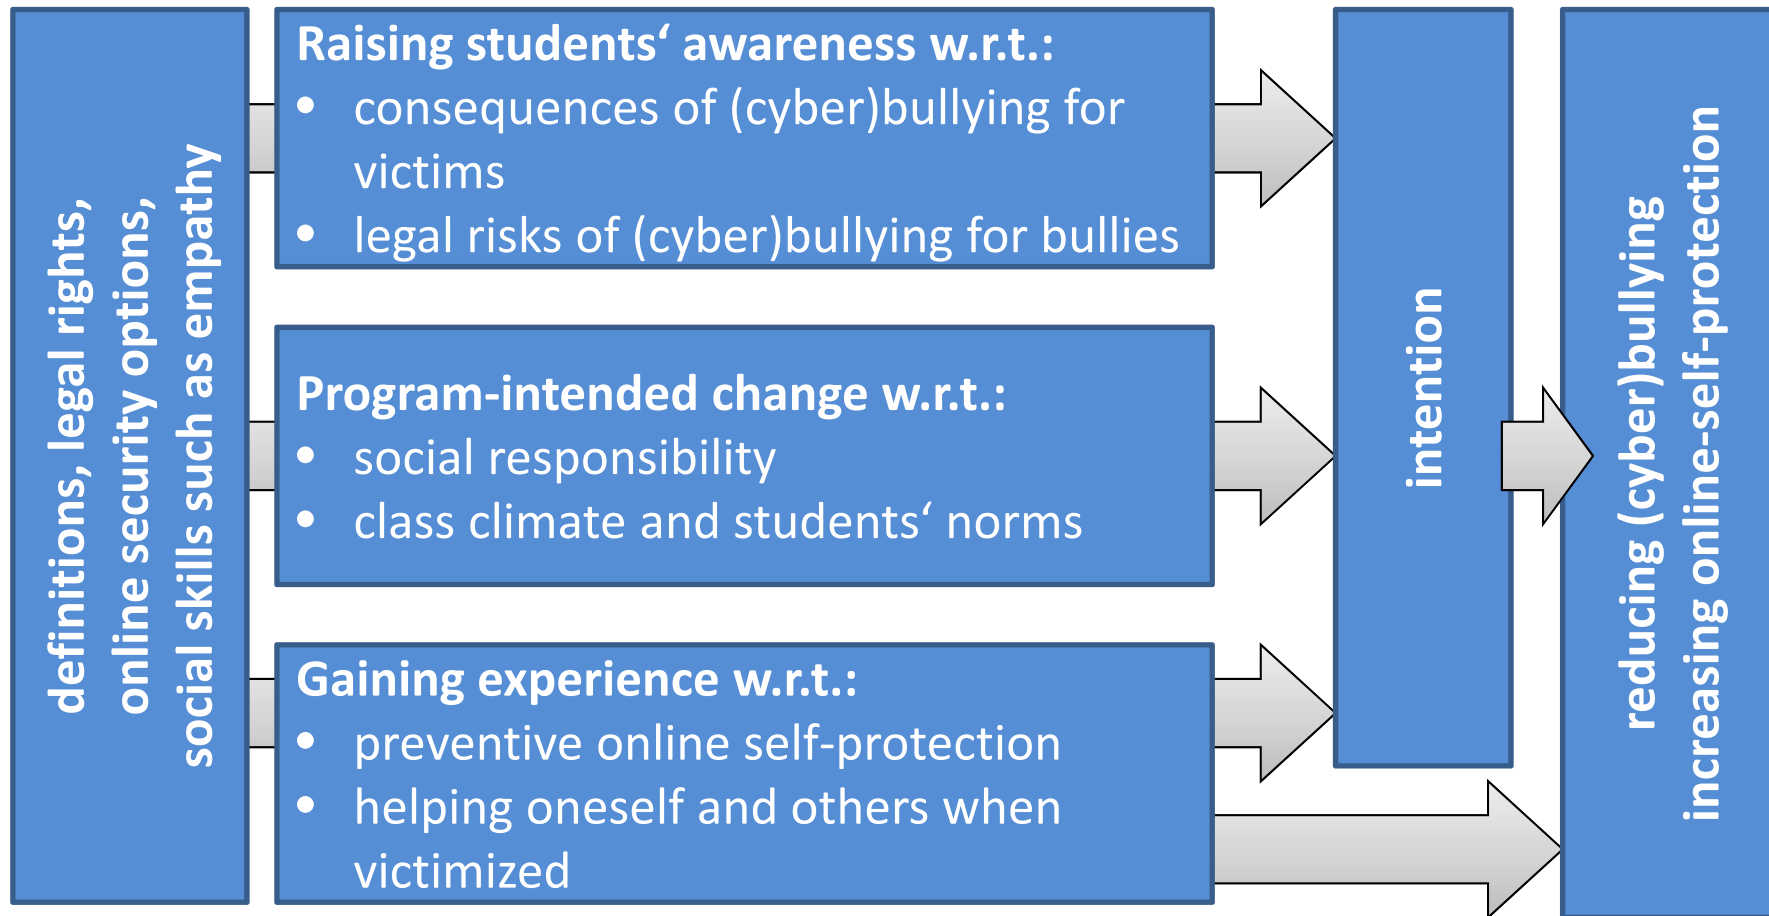 definitions, legal rights,
online security options,
social skills such as empathy
Raising students‘ awareness w.r.t.:
• consequences of (cyber)bullying for
victims
• legal risks of (cyber)bullying for bullies
Program-intended change w.r.t.:
• social responsibility
• class climate and students‘ norms
Gaining experience w.r.t.:
• preventive online self-protection
• helping oneself and others when
victimized
intention
reducing (cyber)bullying
increasing online-self-protection